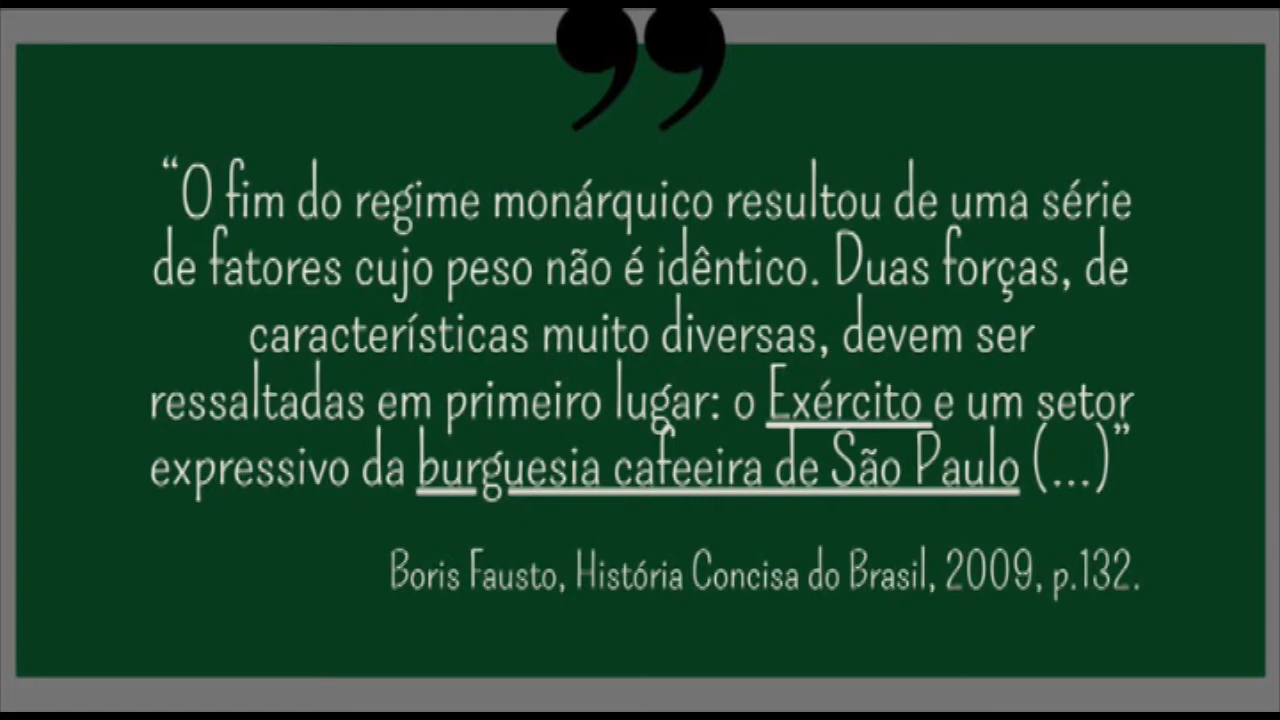 ”
“O fim do regime monárquico resultou de uma série
de fatores cujo peso não é idêntico. Duas forças, de
características muito diversas, devem ser
ressaltadas em primeiro lugar: o Exército e um setor
expressivo da burguesia cafeeira de São Paulo (...)”
Boris Fausto, História Concisa do Brasil, 2009, p.132.